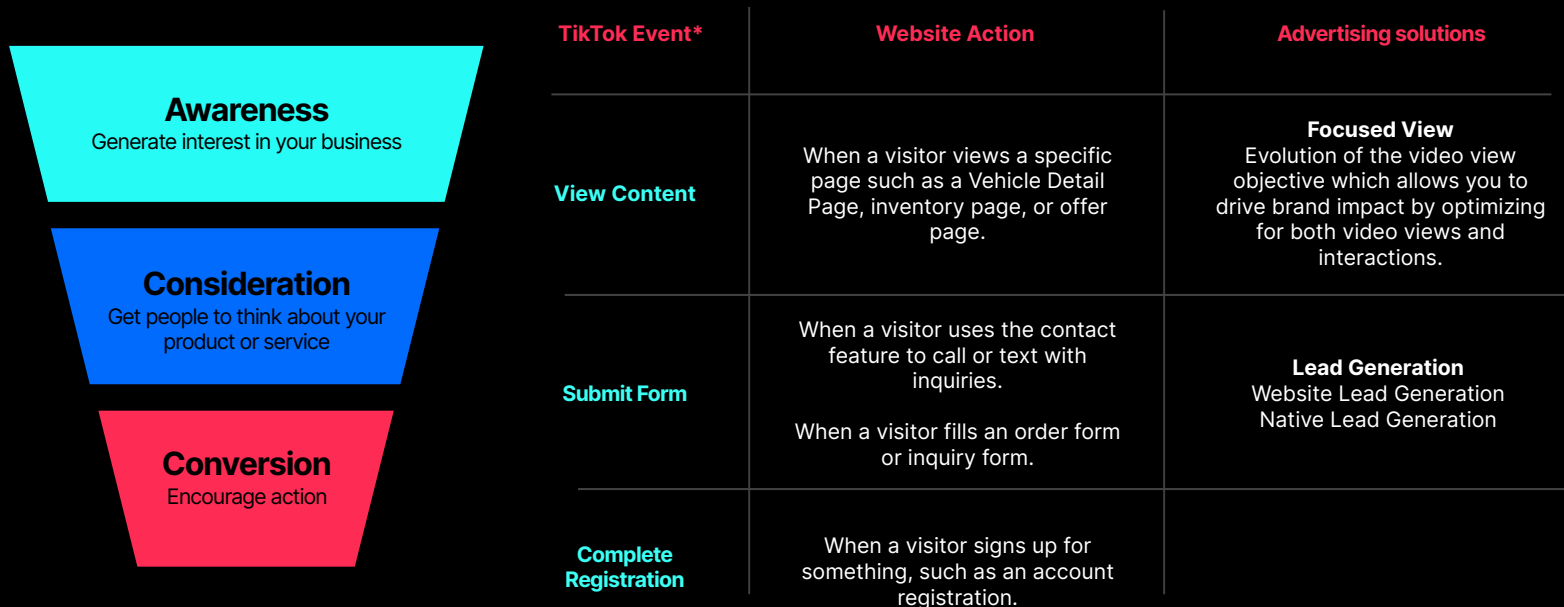 Awareness
Generate interest in your business
Consideration
Get people to think about your
product or service
Conversion
Encourage action
TikTok Event*
Website Action
Advertising solutions
View Content
When a visitor views a specific
page such as a Vehicle Detail
Page, inventory page, or offer
page.
Focused View
Evolution of the video view
objective which allows you to
drive brand impact by optimizing
for both video views and
interactions.
Submit Form
When a visitor uses the contact
feature to call or text with
inquiries.
When a visitor fills an order form
or inquiry form.
Lead Generation
Website Lead Generation
Native Lead Generation
Complete
Registration
When a visitor signs up for
something, such as an account
registration.